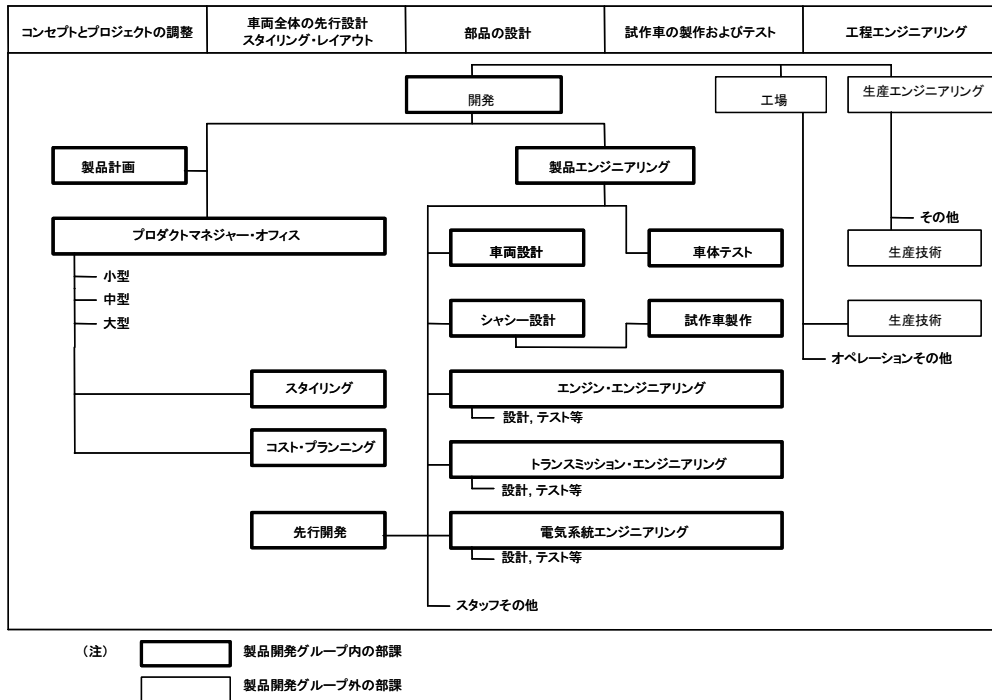 コンセプトとプロジェクトの調整
車両全体の先行設計
スタイリング・レイアウト
部品の設計
試作車の製作およびテスト
工程エンジニアリング
開発
工場
生産エンジニアリング
製品計画
製品エンジニアリング
プロダクトマネジャー・オフィス
その他
車両設計
車体テスト
生産技術
小型
中型
大型
シャシー設計
試作車製作
生産技術
オペレーションその他
スタイリング
エンジン・エンジニアリング
設計, テスト等
コスト・プランニング
トランスミッション・エンジニアリング
設計, テスト等
先行開発
電気系統エンジニアリング
設計, テスト等
スタッフその他
(注)
製品開発グループ内の部課
製品開発グループ外の部課